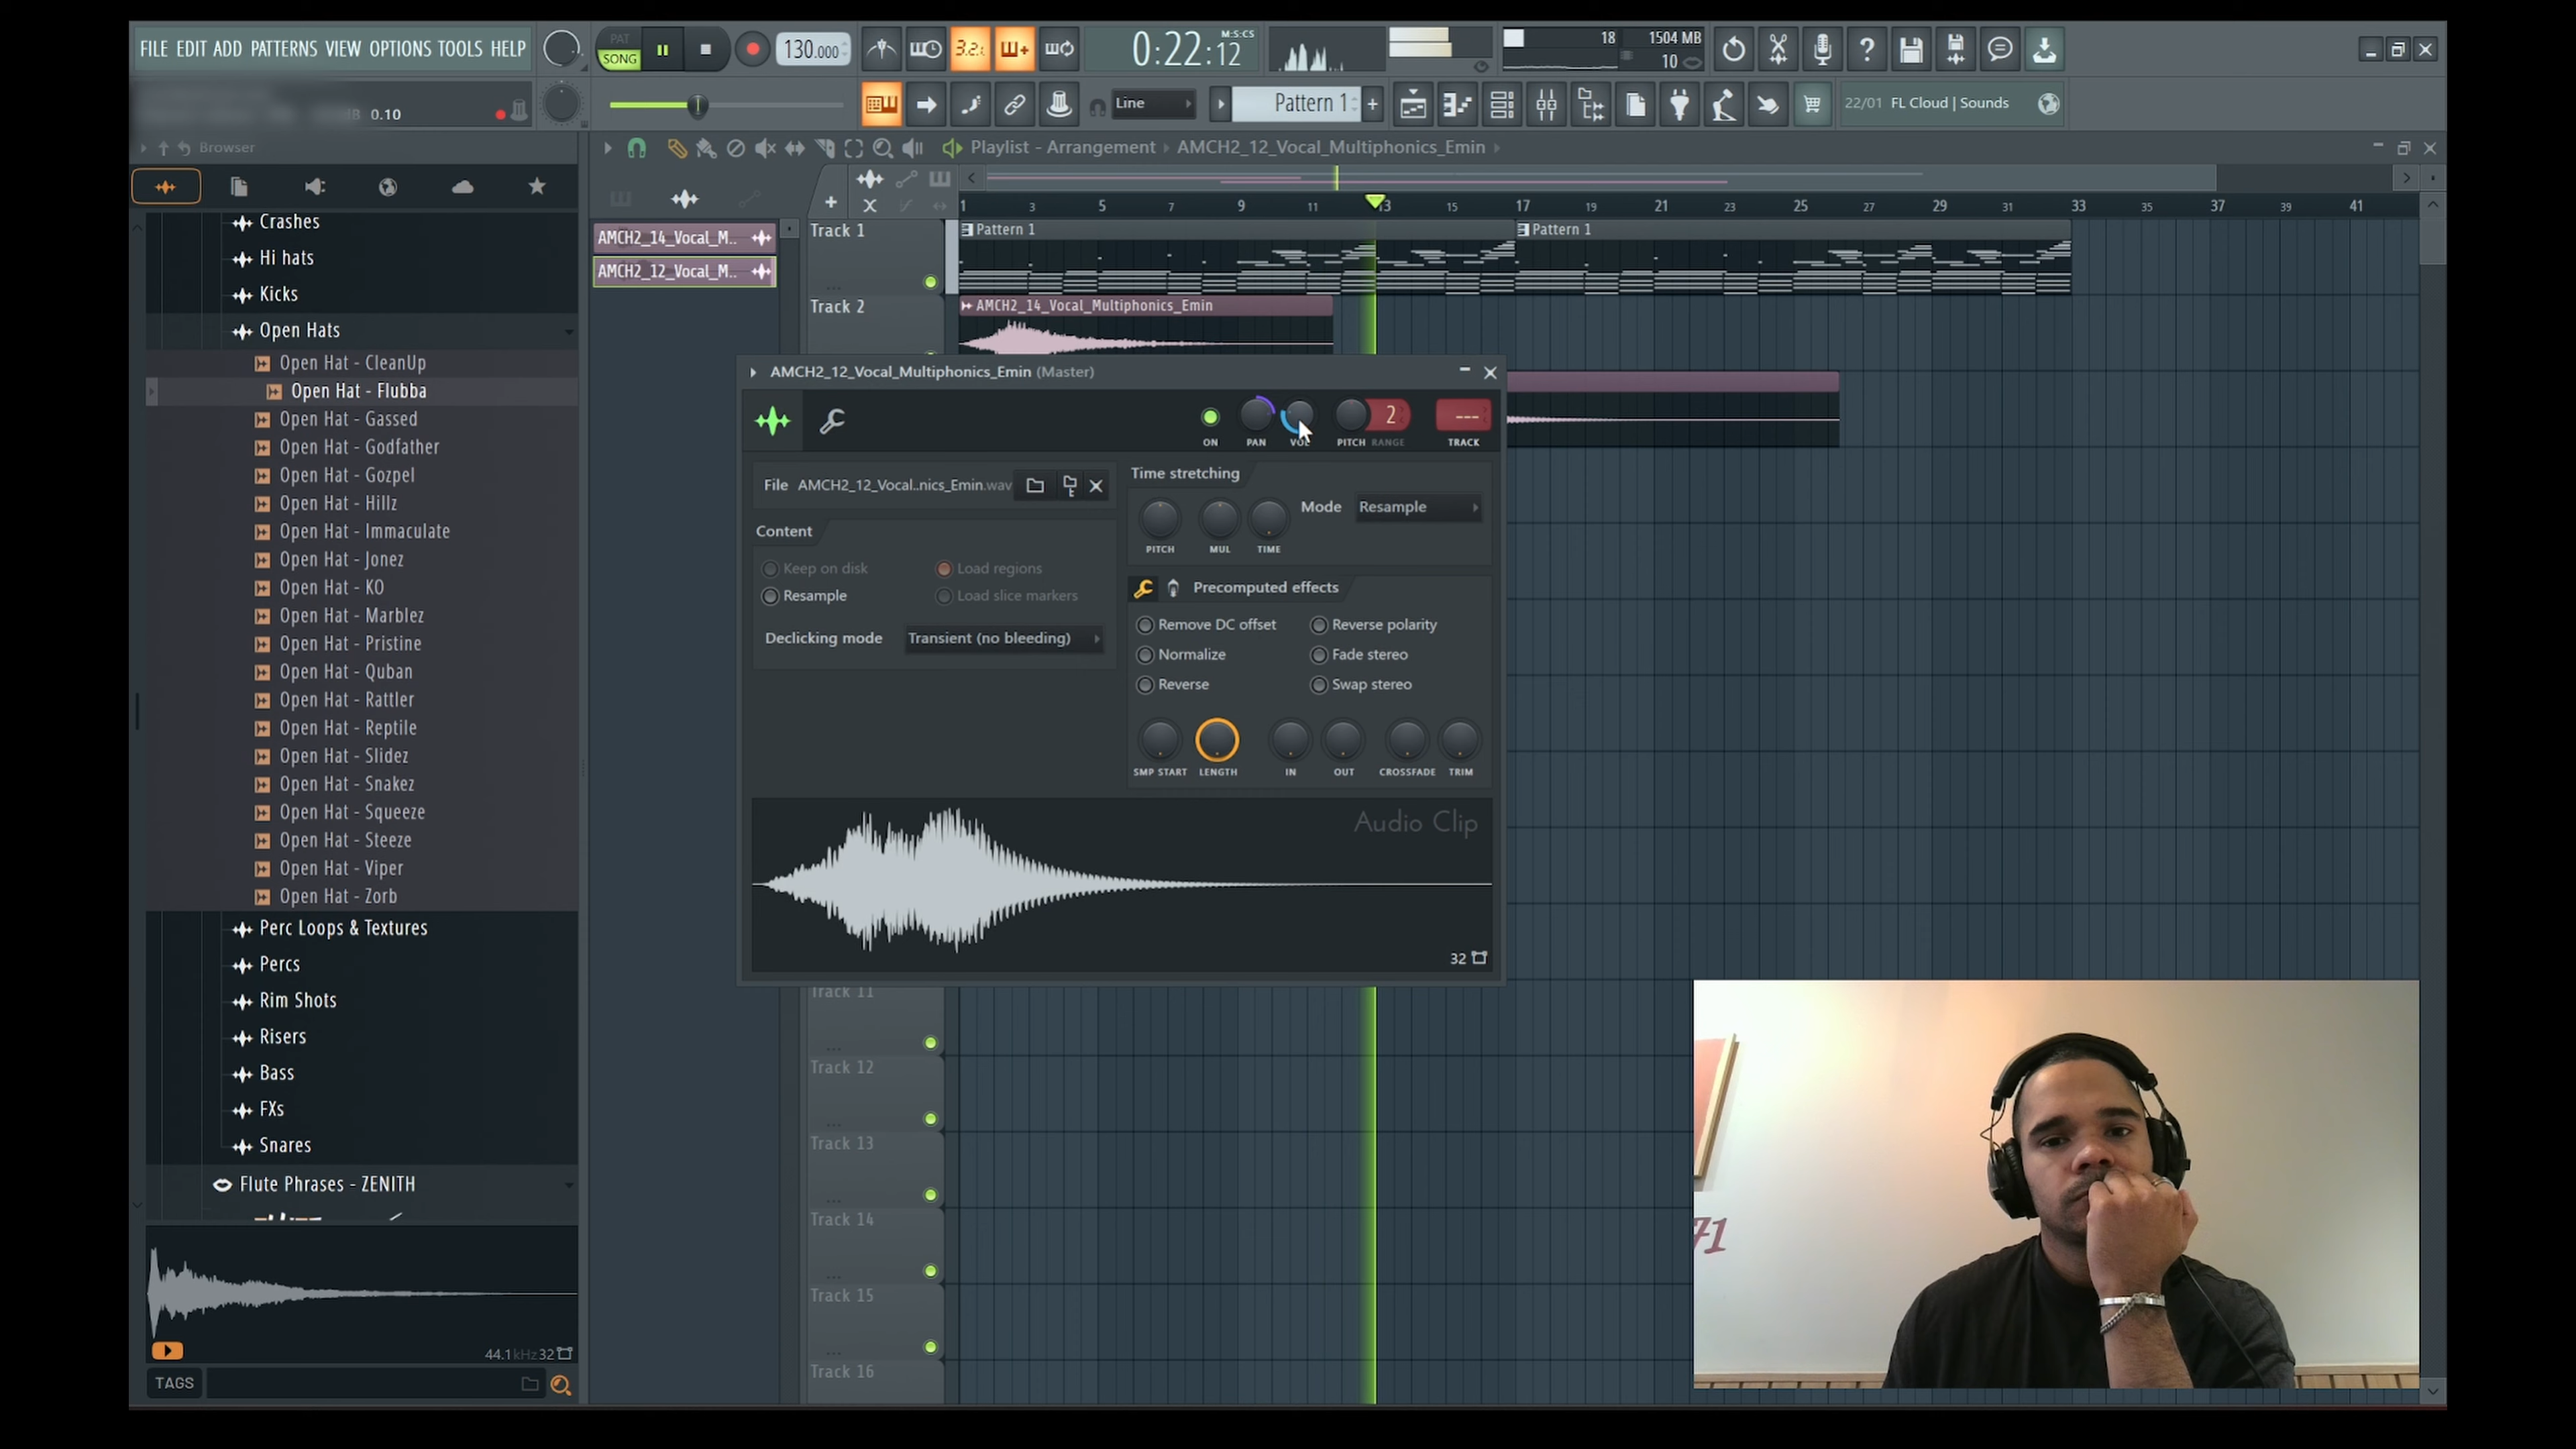 FILE EDIT ADD PATTERNS VIEW OPTIONS TOOLS HELP
PAT
SONG
130.000
3.2.
0:22:12
M:S:CS
18
1504 MB
10
0.10
Line
Pattern 1
+
22/01 FL Cloud | Sounds
Browser
Playlist - Arrangement › AMCH2_12_Vocal_Multiphonics_Emin ›
1 3 5 7 9 11 13 15 17 19 21 23 25 27 29 31 33 35 37 39 41
AMCH2_14_Vocal_M..
AMCH2_12_Vocal_M..
Track 1
Pattern 1
Pattern 1
Track 2
AMCH2_14_Vocal_Multiphonics_Emin
Track 11
Track 12
Track 13
Track 14
Track 15
Track 16
Crashes
Hi hats
Kicks
Open Hats
Open Hat - CleanUp
Open Hat - Flubba
Open Hat - Gassed
Open Hat - Godfather
Open Hat - Gozpel
Open Hat - Hillz
Open Hat - Immaculate
Open Hat - Jonez
Open Hat - KO
Open Hat - Marblez
Open Hat - Pristine
Open Hat - Quban
Open Hat - Rattler
Open Hat - Reptile
Open Hat - Slidez
Open Hat - Snakez
Open Hat - Squeeze
Open Hat - Steeze
Open Hat - Viper
Open Hat - Zorb
Perc Loops & Textures
Percs
Rim Shots
Risers
Bass
FXs
Snares
Flute Phrases - ZENITH
44.1kHz 32
TAGS
AMCH2_12_Vocal_Multiphonics_Emin (Master)
ON PAN VOL PITCH RANGE TRACK
2
---
File AMCH2_12_Vocal..nics_Emin.wav
Content
Keep on disk
Load regions
Resample
Load slice markers
Declicking mode Transient (no bleeding)
Time stretching
Mode Resample
PITCH MUL TIME
Precomputed effects
Remove DC offset
Reverse polarity
Normalize
Fade stereo
Reverse
Swap stereo
SMP START LENGTH IN OUT CROSSFADE TRIM
Audio Clip
32
71